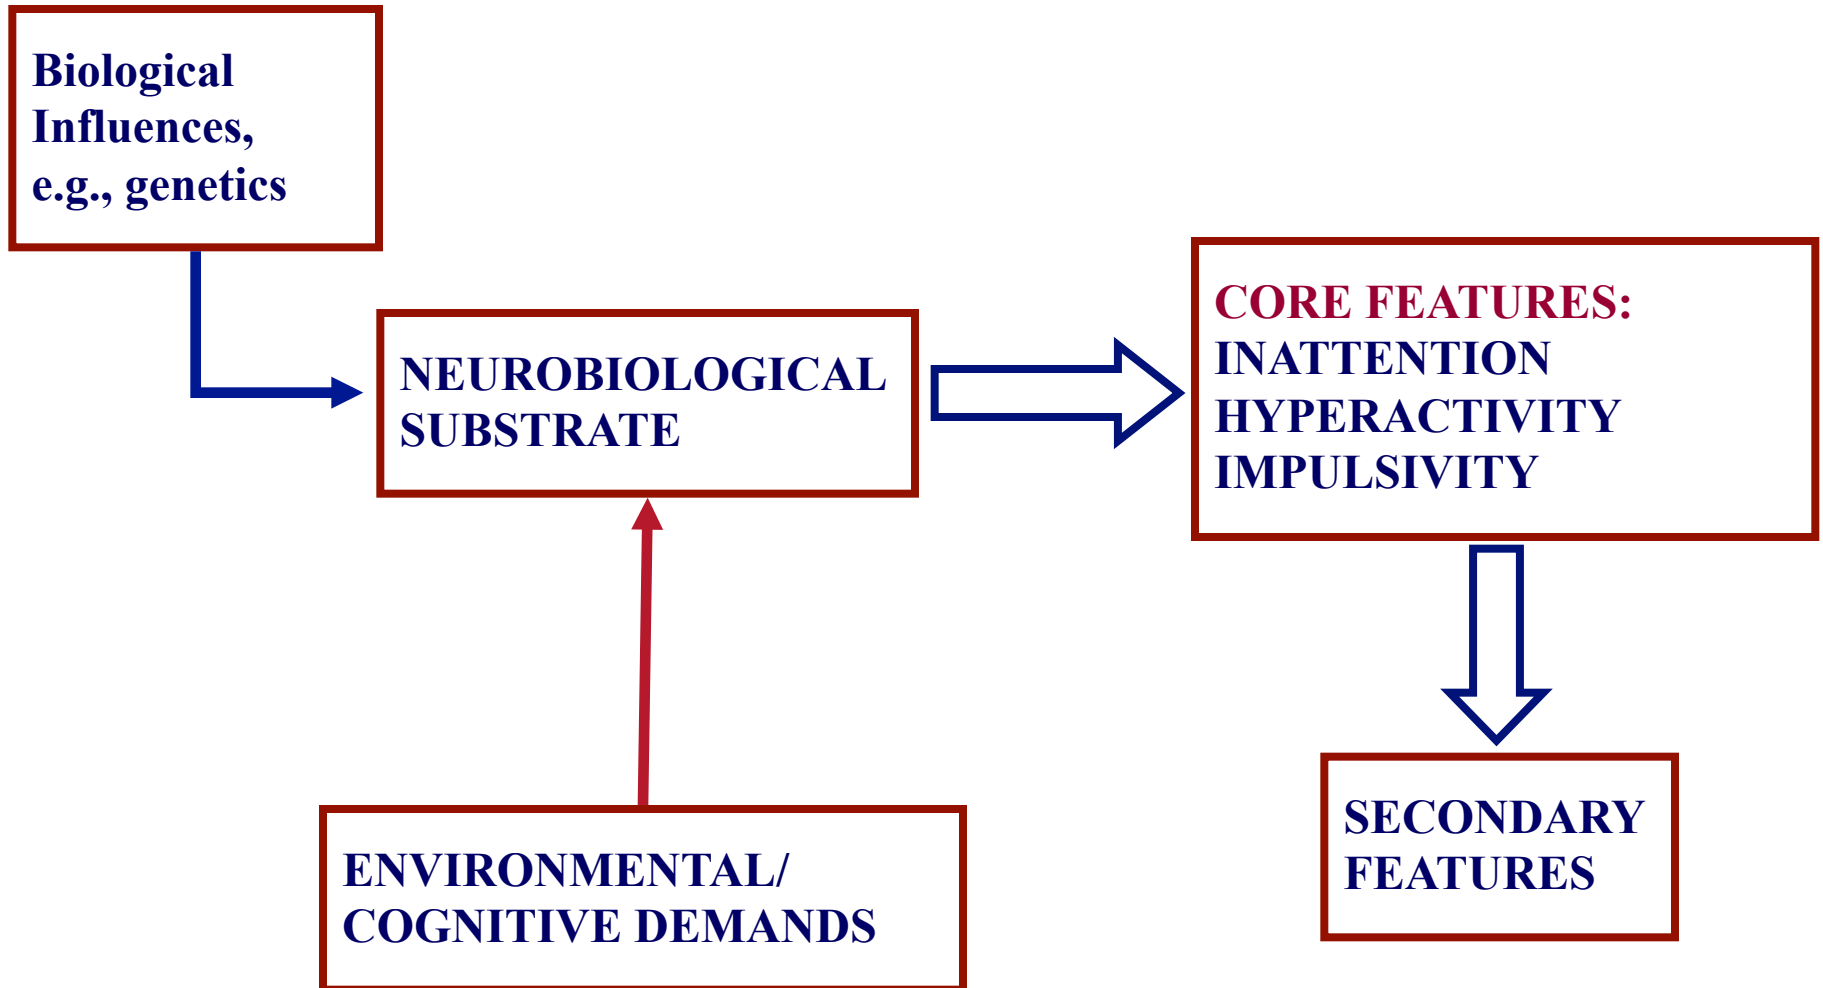 Biological
Influences,
e.g., genetics
NEUROBIOLOGICAL
SUBSTRATE
CORE FEATURES:
INATTENTION
HYPERACTIVITY
IMPULSIVITY
ENVIRONMENTAL/
COGNITIVE DEMANDS
SECONDARY
FEATURES